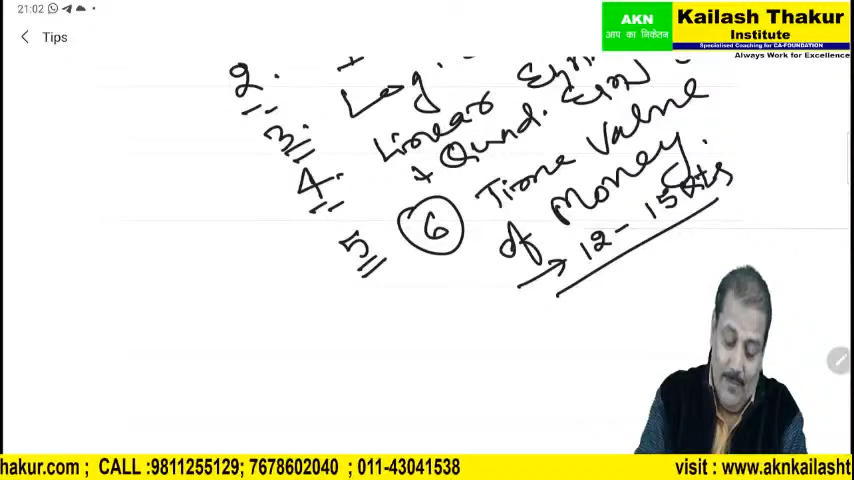 21:02
Tips
AKN
आप का निकेतन
Kailash Thakur
Institute
Specialised Coaching for CA-FOUNDATION
Always Work for Excellence
2.
3. Log.
4. Linear Eqn
+ Quad. Eqn
5 6 Time Value
of Money.
→ 12 - 15 Qts
hakur.com ; CALL :9811255129; 7678602040 ; 011-43041538
visit : www.aknkailasht